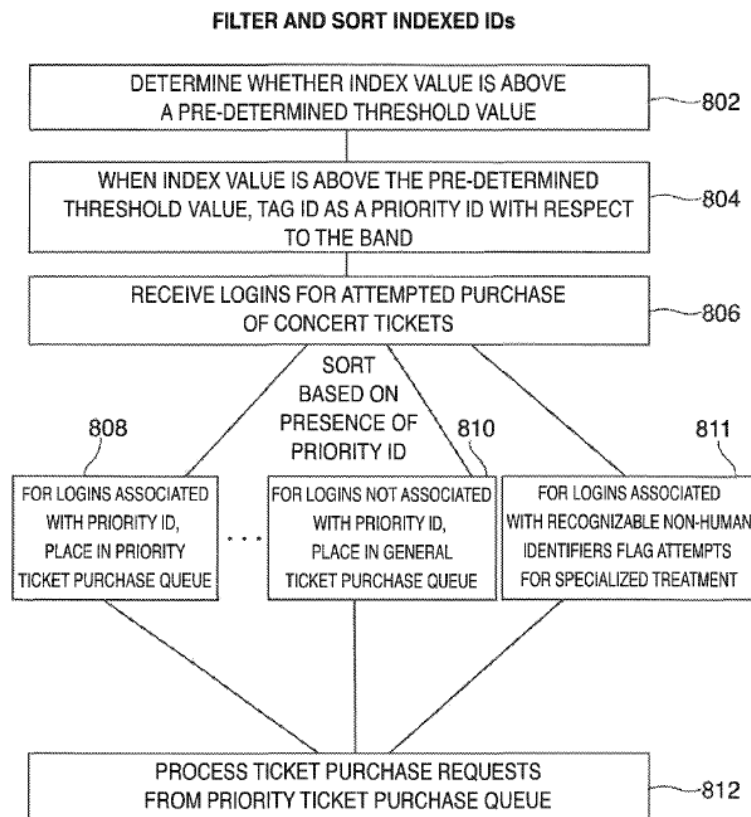 FILTER AND SORT INDEXED IDs
DETERMINE WHETHER INDEX VALUE IS ABOVE
A PRE-DETERMINED THRESHOLD VALUE
802
WHEN INDEX VALUE IS ABOVE THE PRE-DETERMINED
THRESHOLD VALUE, TAG ID AS A PRIORITY ID WITH RESPECT
TO THE BAND
804
RECEIVE LOGINS FOR ATTEMPTED PURCHASE
OF CONCERT TICKETS
806
SORT
BASED ON
PRESENCE OF
PRIORITY ID
808
FOR LOGINS ASSOCIATED
WITH PRIORITY ID,
PLACE IN PRIORITY
TICKET PURCHASE QUEUE
. . .
810
FOR LOGINS NOT ASSOCIATED
WITH PRIORITY ID,
PLACE IN GENERAL
TICKET PURCHASE QUEUE
811
FOR LOGINS ASSOCIATED
WITH RECOGNIZABLE NON-HUMAN
IDENTIFIERS FLAG ATTEMPTS
FOR SPECIALIZED TREATMENT
PROCESS TICKET PURCHASE REQUESTS
FROM PRIORITY TICKET PURCHASE QUEUE
812